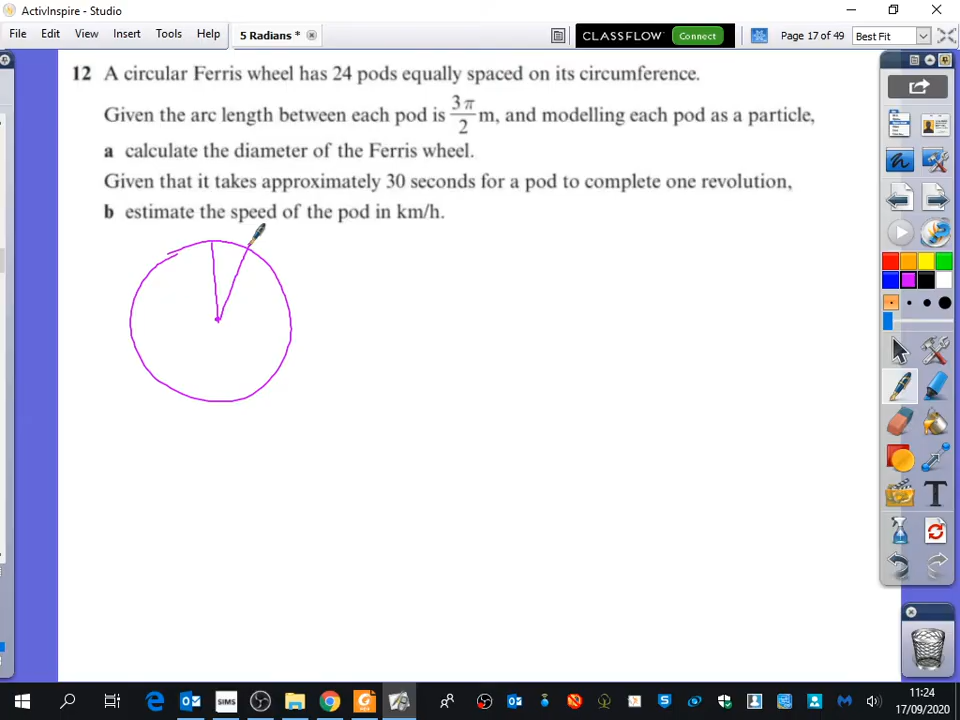 ActivInspire - Studio
File Edit View Insert Tools Help 5 Radians * CLASSFLOW Connect Page 17 of 49 Best Fit
12 A circular Ferris wheel has 24 pods equally spaced on its circumference.
Given the arc length between each pod is 3π/2 m, and modelling each pod as a particle,
a calculate the diameter of the Ferris wheel.
Given that it takes approximately 30 seconds for a pod to complete one revolution,
b estimate the speed of the pod in km/h.
T
SIMS
11:24
17/09/2020